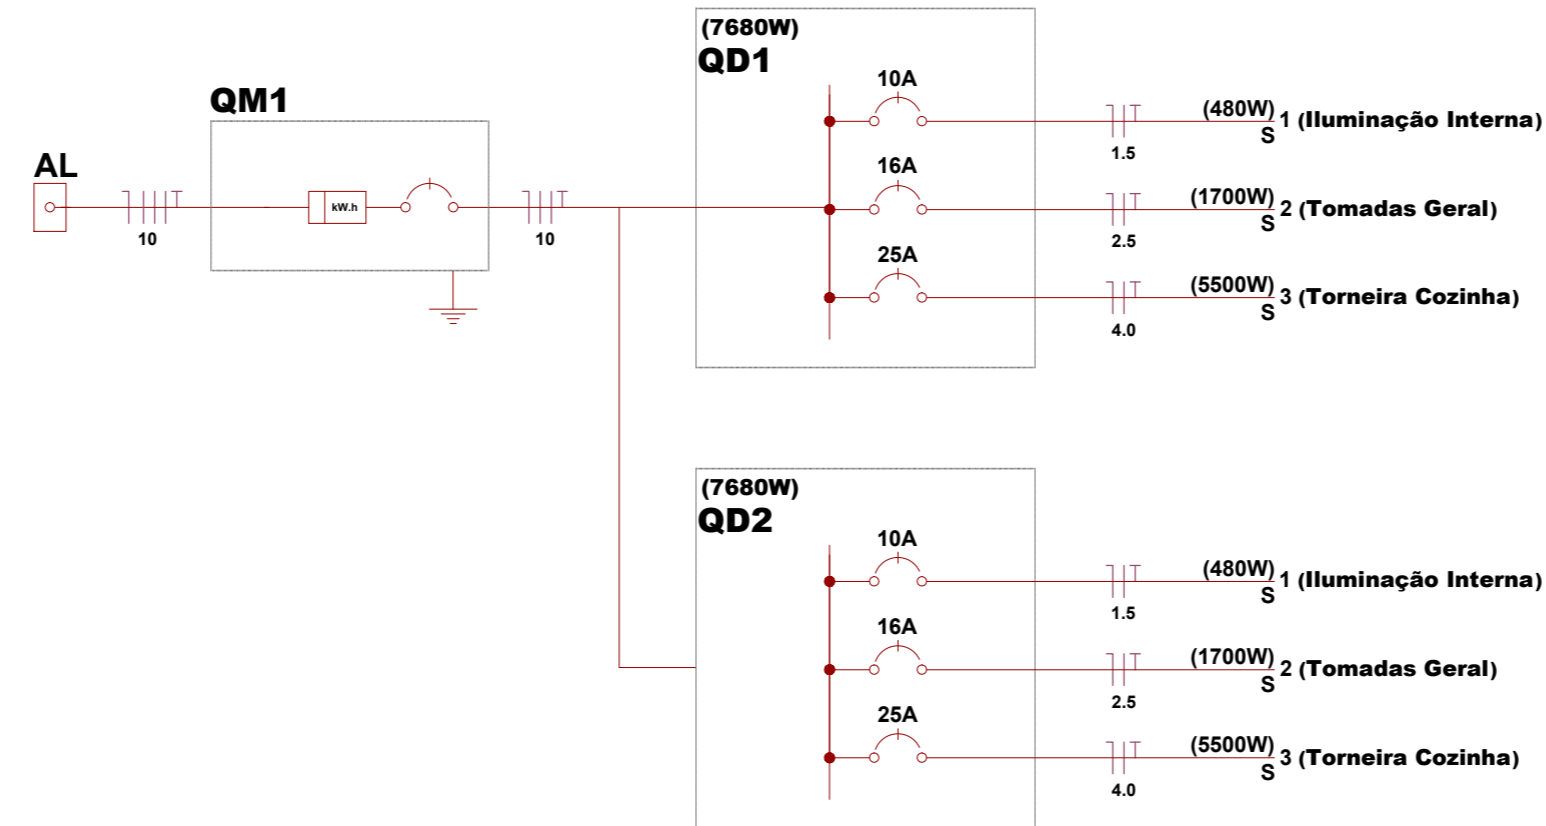 AL
10
QM1
kW.h
10
(7680W)
QD1
10A
1.5
(480W)
S
1 (Iluminação Interna)
16A
2.5
(1700W)
S
2 (Tomadas Geral)
25A
4.0
(5500W)
S
3 (Torneira Cozinha)
(7680W)
QD2
10A
1.5
(480W)
S
1 (Iluminação Interna)
16A
2.5
(1700W)
S
2 (Tomadas Geral)
25A
4.0
(5500W)
S
3 (Torneira Cozinha)